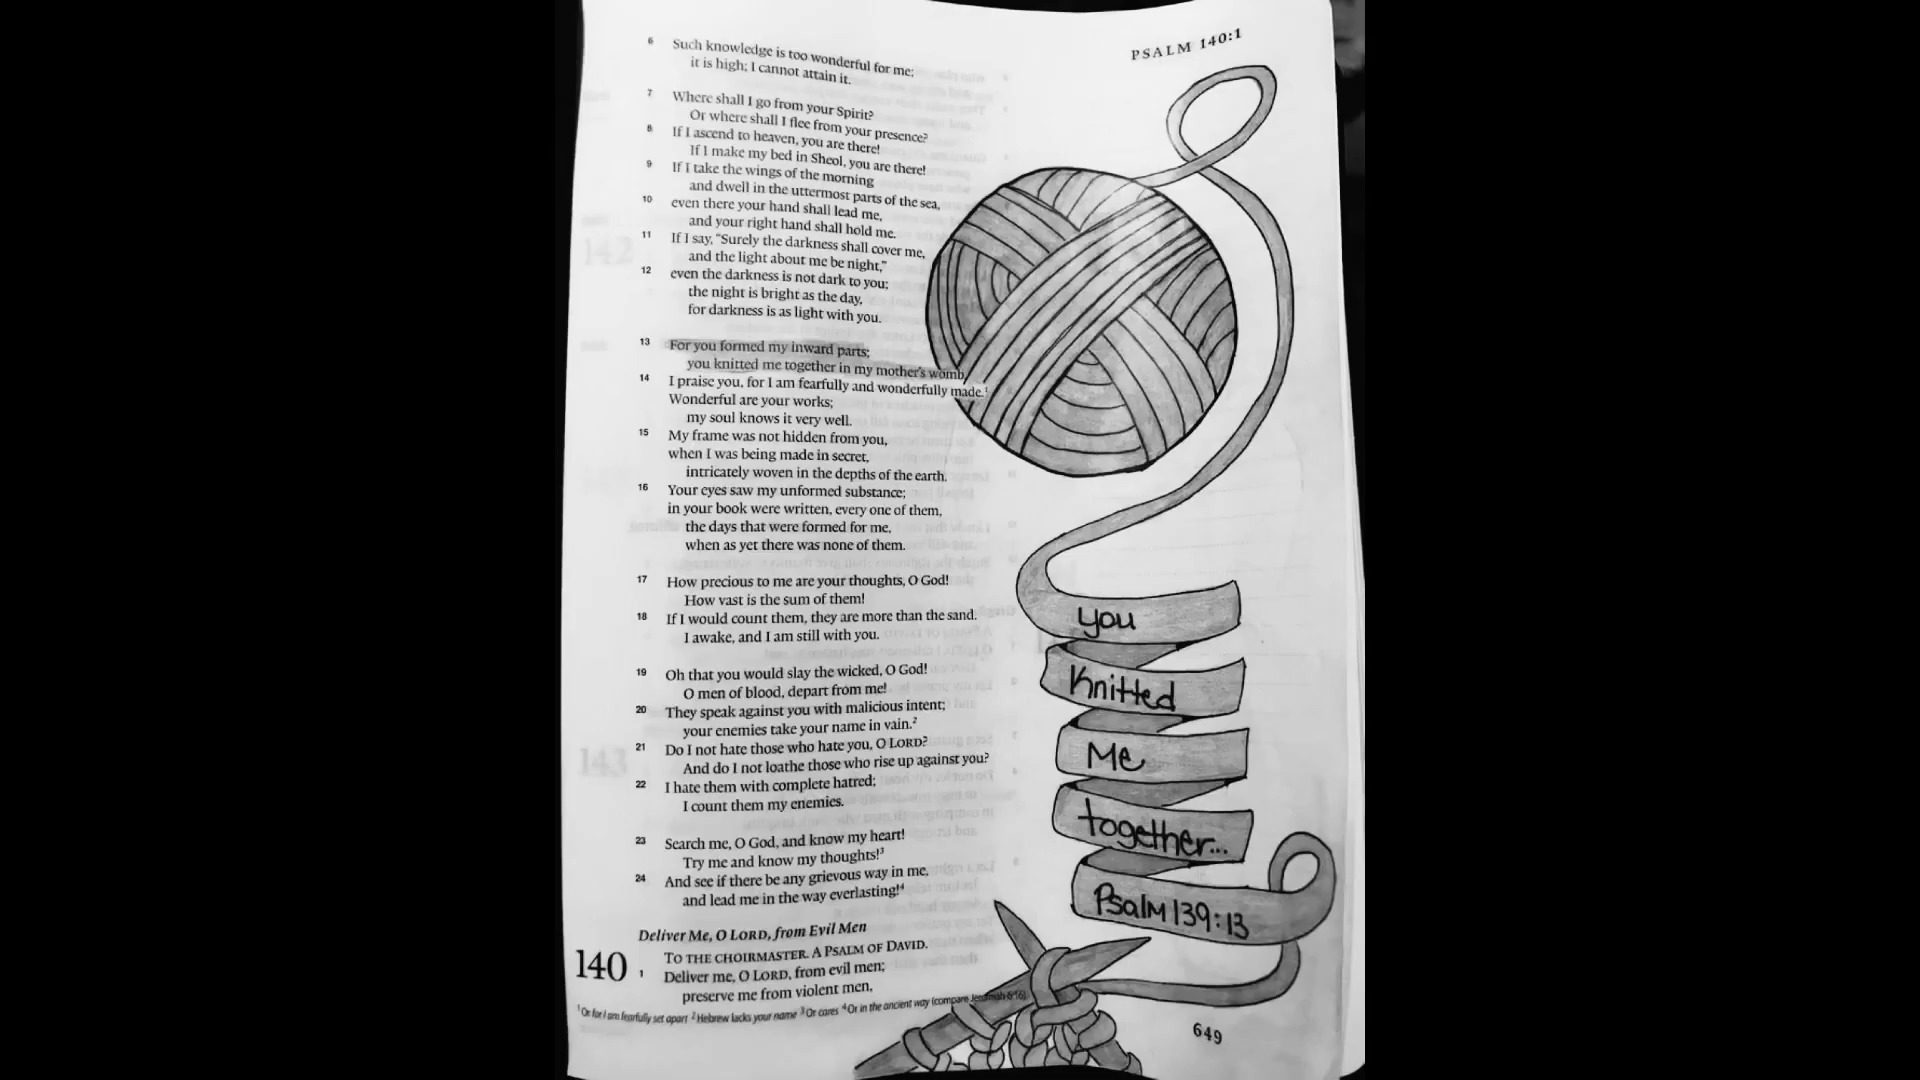 PSALM 140:1
6 Such knowledge is too wonderful for me;
it is high; I cannot attain it.
7 Where shall I go from your Spirit?
Or where shall I flee from your presence?
8 If I ascend to heaven, you are there!
If I make my bed in Sheol, you are there!
9 If I take the wings of the morning
and dwell in the uttermost parts of the sea,
10 even there your hand shall lead me,
and your right hand shall hold me.
11 If I say, “Surely the darkness shall cover me,
and the light about me be night,”
12 even the darkness is not dark to you;
the night is bright as the day,
for darkness is as light with you.
13 For you formed my inward parts;
you knitted me together in my mother's womb.
14 I praise you, for I am fearfully and wonderfully made.1
Wonderful are your works;
my soul knows it very well.
15 My frame was not hidden from you,
when I was being made in secret,
intricately woven in the depths of the earth.
16 Your eyes saw my unformed substance;
in your book were written, every one of them,
the days that were formed for me,
when as yet there was none of them.
17 How precious to me are your thoughts, O God!
How vast is the sum of them!
18 If I would count them, they are more than the sand.
I awake, and I am still with you.
19 Oh that you would slay the wicked, O God!
O men of blood, depart from me!
20 They speak against you with malicious intent;
your enemies take your name in vain.2
21 Do I not hate those who hate you, O LORD?
And do I not loathe those who rise up against you?
22 I hate them with complete hatred;
I count them my enemies.
23 Search me, O God, and know my heart!
Try me and know my thoughts!3
24 And see if there be any grievous way in me,
and lead me in the way everlasting!4
Deliver Me, O LORD, from Evil Men
140 TO THE CHOIRMASTER. A PSALM OF DAVID.
1 Deliver me, O LORD, from evil men;
preserve me from violent men,
1 Or for I am fearfully set apart 2 Hebrew lacks your name 3 Or cares 4 Or in the ancient way (compare Jeremiah 6:16)
you
Knitted
Me
together...
Psalm 139:13
649